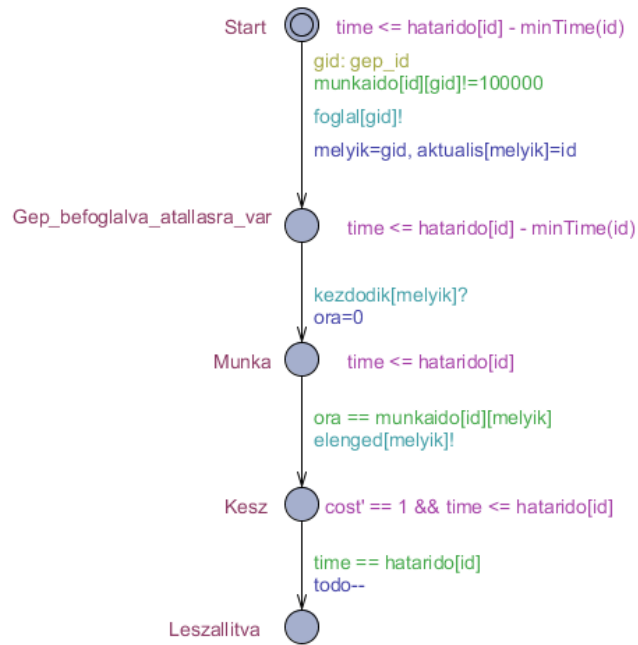 Start time <= hatarido[id] - minTime(id)
gid: gep_id
munkaido[id][gid]!=100000
foglal[gid]!
melyik=gid, aktualis[melyik]=id
Gep_befoglalva_atallasra_var time <= hatarido[id] - minTime(id)
kezdodik[melyik]?
ora=0
Munka time <= hatarido[id]
ora == munkaido[id][melyik]
elenged[melyik]!
Kesz cost' == 1 && time <= hatarido[id]
time == hatarido[id]
todo--
Leszallitva